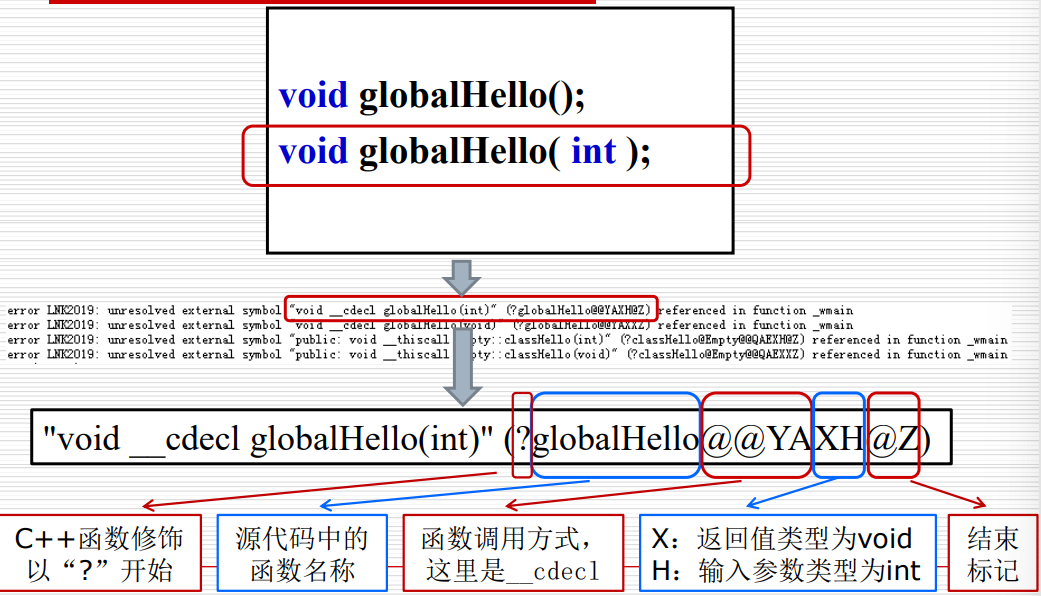 void globalHello();
void globalHello( int );
error LNK2019: unresolved external symbol "void __cdecl globalHello(int)" (?globalHello@@YAXH@Z) referenced in function _wmain
error LNK2019: unresolved external symbol "void __cdecl globalHello(void)" (?globalHello@@YAXXZ) referenced in function _wmain
error LNK2019: unresolved external symbol "public: void __thiscall pty::classHello(int)" (?classHello@Empty@@QAEXH@Z) referenced in function _wmain
error LNK2019: unresolved external symbol "public: void __thiscall pty::classHello(void)" (?classHello@Empty@@QAEXXZ) referenced in function _wmain
"void __cdecl globalHello(int)" (?globalHello@@YAXH@Z)
C++函数修饰
以“?”开始
源代码中的
函数名称
函数调用方式，
这里是__cdecl
X：返回值类型为void
H：输入参数类型为int
结束
标记